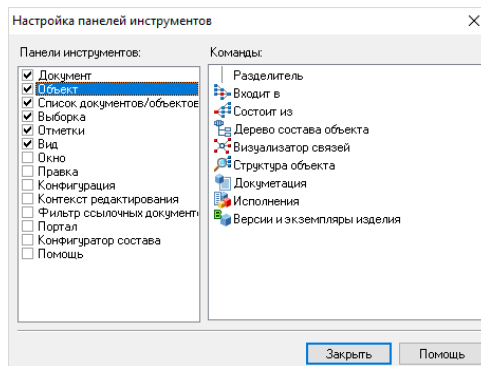 Настройка панелей инструментов
Панели инструментов:
Документ
Объект
Список документов/объектов
Выборка
Отметки
Вид
Окно
Правка
Конфигурация
Контекст редактирования
Фильтр ссылочных документ
Портал
Конфигуратор состава
Помощь
Команды:
Разделитель
Входит в
Состоит из
Дерево состава объекта
Визуализатор связей
Структура объекта
Докуметация
Исполнения
Версии и экземпляры изделия
Закрыть
Помощь